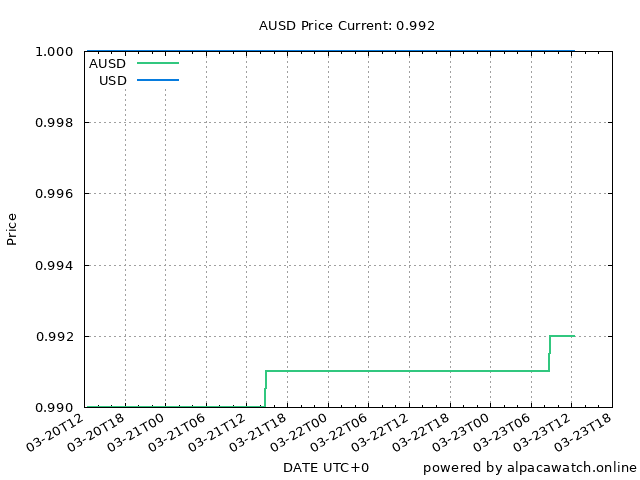 AUSD Price Current: 0.992
1.000
AUSD
USD
0.998
0.996
Price
0.994
0.992
0.990
03-20T12
03-20T18
03-21T00
03-21T06
03-21T12
03-21T18
03-22T00
03-22T06
03-22T12
03-22T18
03-23T00
03-23T06
03-23T12
03-23T18
DATE UTC+0
powered by alpacawatch.online